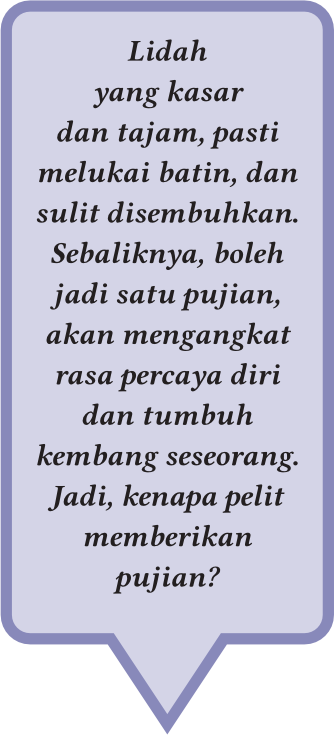 Lidah
yang kasar
dan tajam, pasti
melukai batin, dan
sulit disembuhkan.
Sebaliknya, boleh
jadi satu pujian,
akan mengangkat
rasa percaya diri
dan tumbuh
kembang seseorang.
Jadi, kenapa pelit
memberikan
pujian?